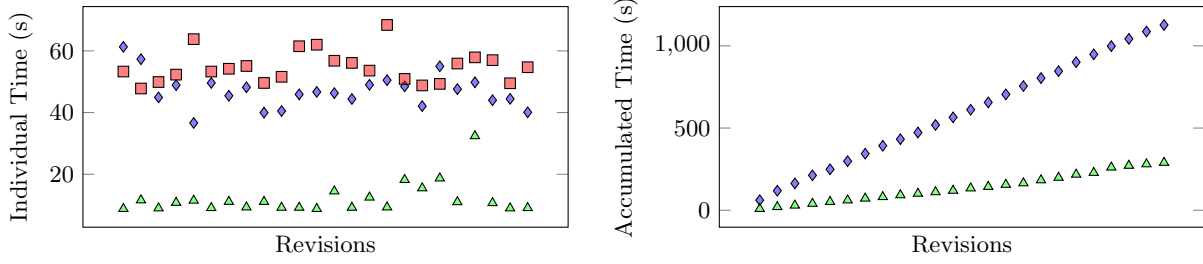 Individual Time (s)
60
40
20
Revisions
Accumulated Time (s)
1,000
500
0
Revisions